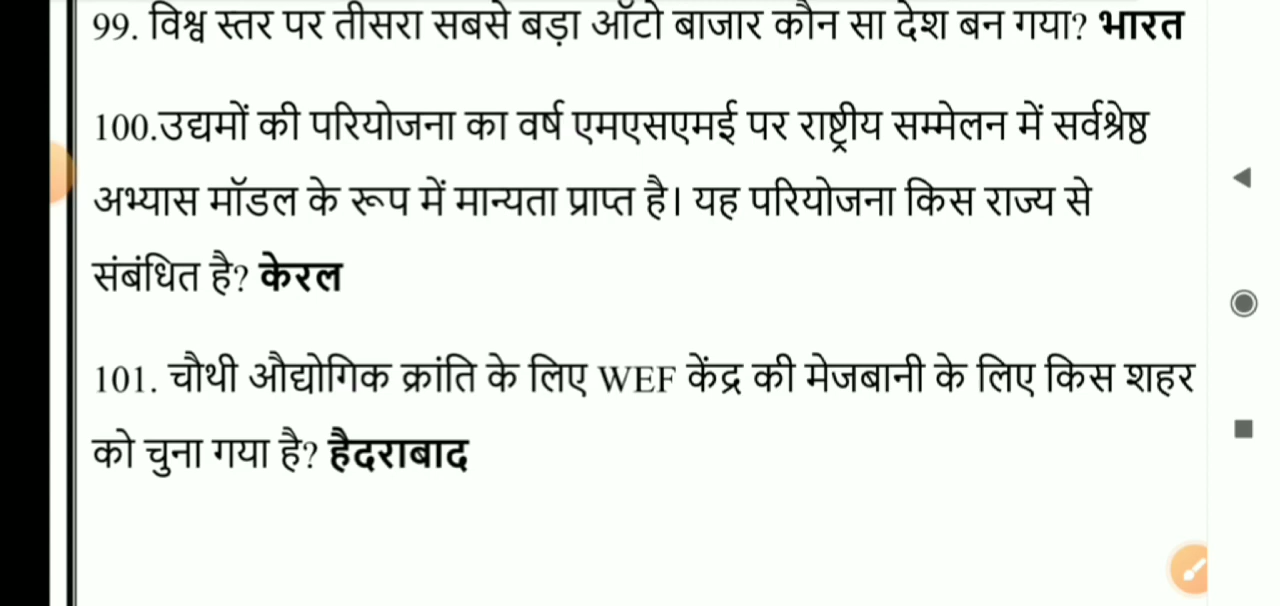 99. विश्व स्तर पर तीसरा सबसे बड़ा ऑटो बाजार कौन सा देश बन गया? भारत
100.उद्यमों की परियोजना का वर्ष एमएसएमई पर राष्ट्रीय सम्मेलन में सर्वश्रेष्ठ
अभ्यास मॉडल के रूप में मान्यता प्राप्त है। यह परियोजना किस राज्य से
संबंधित है? केरल
101. चौथी औद्योगिक क्रांति के लिए WEF केंद्र की मेजबानी के लिए किस शहर
को चुना गया है? हैदराबाद